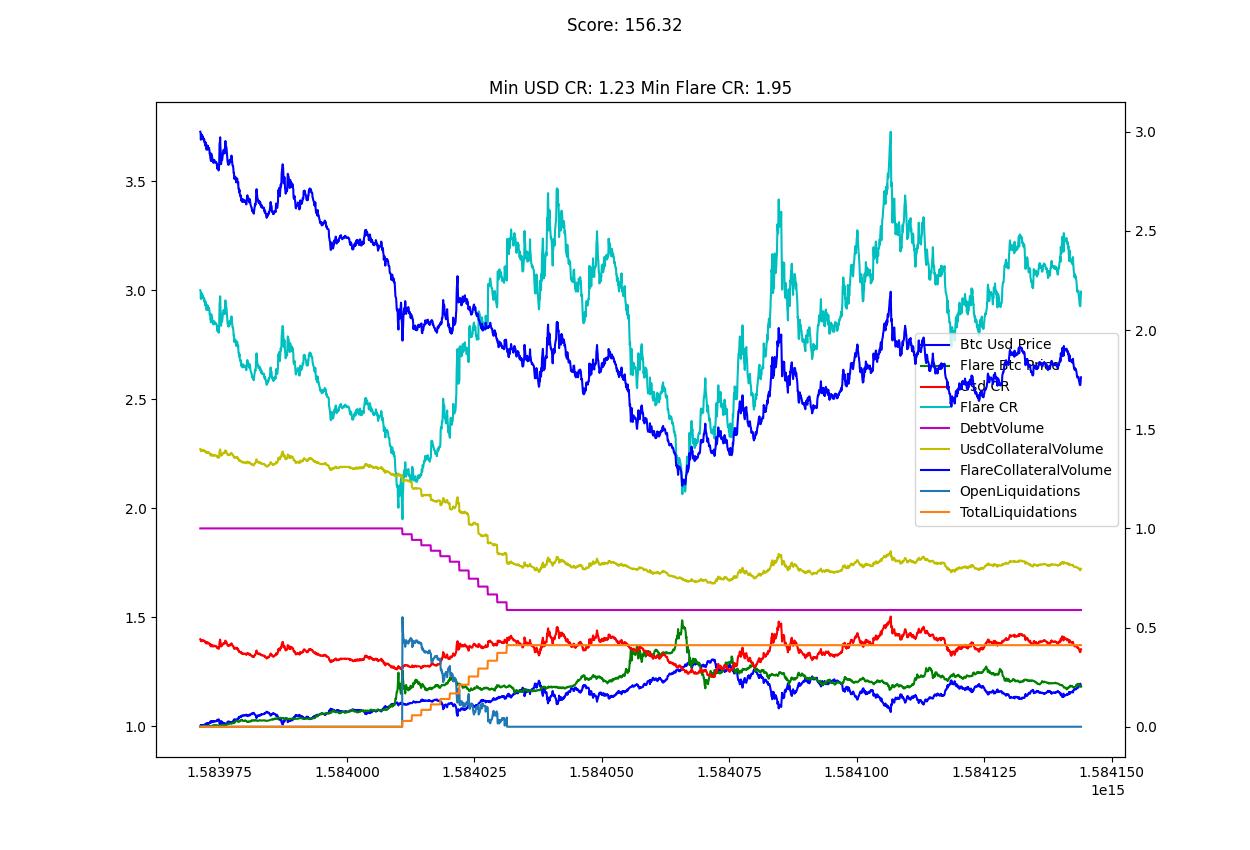 Score: 156.32
Min USD CR: 1.23 Min Flare CR: 1.95
3.5
3.0
2.5
2.0
1.5
1.0
3.0
2.5
2.0
1.5
1.0
0.5
0.0
Btc Usd Price
Flare Btc Price
Usd CR
Flare CR
DebtVolume
UsdCollateralVolume
FlareCollateralVolume
OpenLiquidations
TotalLiquidations
1.583975 1.584000 1.584025 1.584050 1.584075 1.584100 1.584125 1.584150
1e15